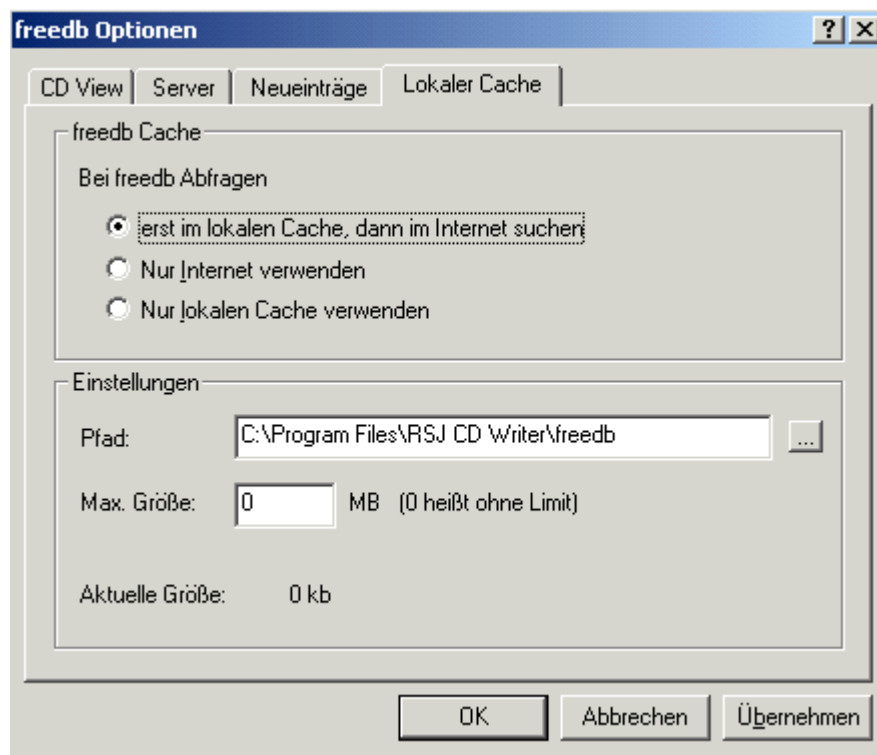 freedb Optionen
CD View Server Neueinträge Lokaler Cache
freedb Cache
Bei freedb Abfragen
erst im lokalen Cache, dann im Internet suchen
Nur Internet verwenden
Nur lokalen Cache verwenden
Einstellungen
Pfad: C:\Program Files\RSJ CD Writer\freedb ...
Max. Größe: 0 MB (0 heißt ohne Limit)
Aktuelle Größe: 0 kb
OK Abbrechen Übernehmen